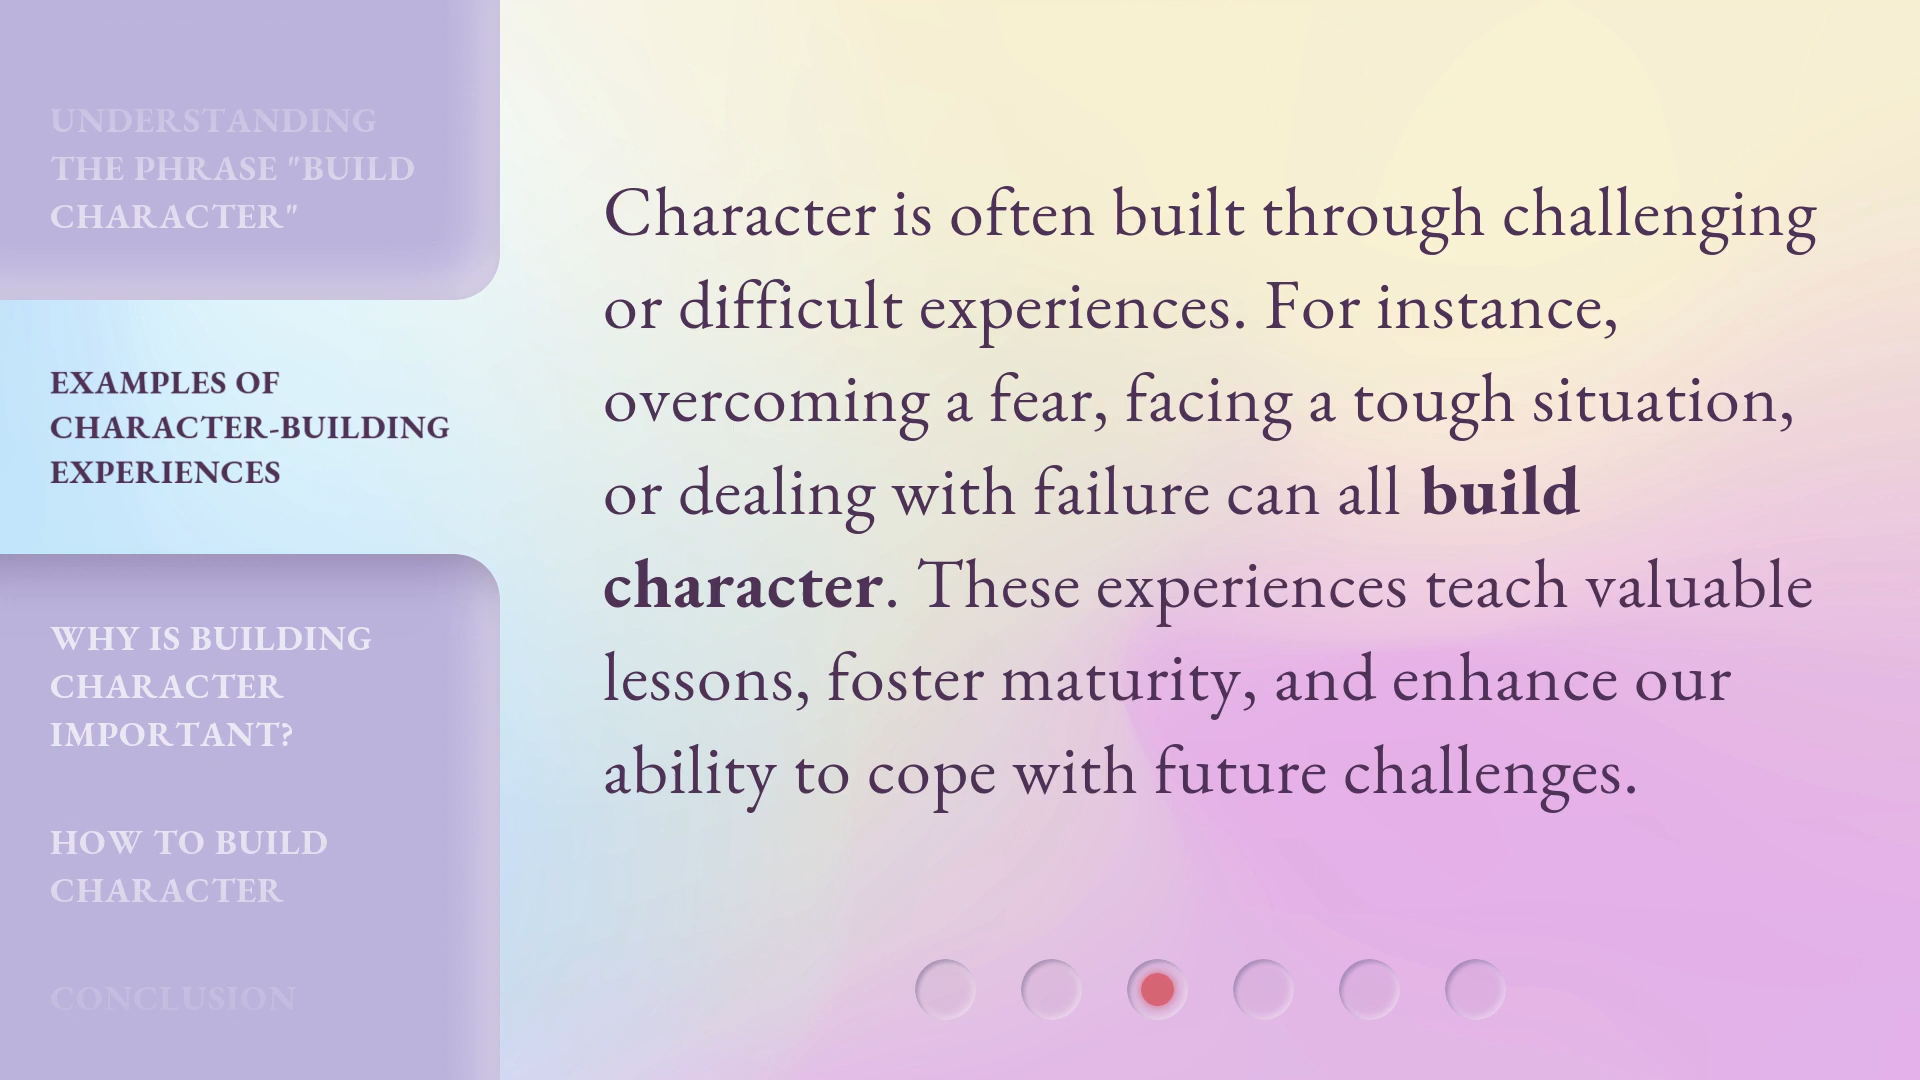 UNDERSTANDING
THE PHRASE "BUILD
CHARACTER"
EXAMPLES OF
CHARACTER-BUILDING
EXPERIENCES
WHY IS BUILDING
CHARACTER
IMPORTANT?
HOW TO BUILD
CHARACTER
CONCLUSION
Character is often built through challenging
or difficult experiences. For instance,
overcoming a fear, facing a tough situation,
or dealing with failure can all build
character. These experiences teach valuable
lessons, foster maturity, and enhance our
ability to cope with future challenges.